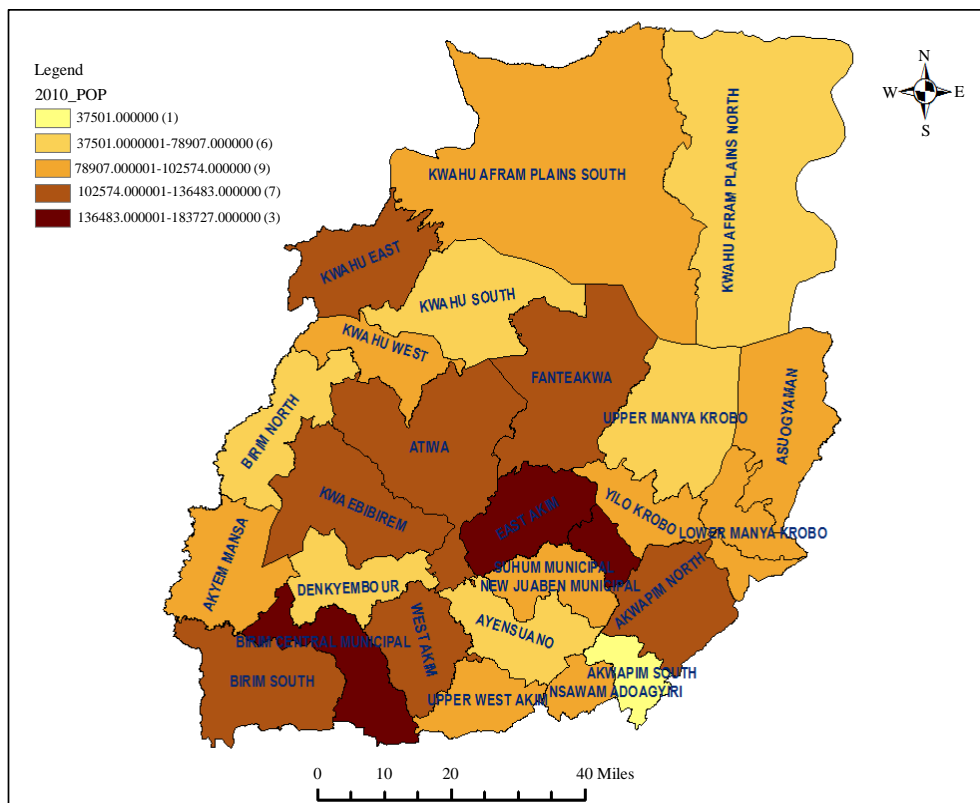 Legend
2010_POP
37501.000000 (1)
37501.0000001-78907.000000 (6)
78907.000001-102574.000000 (9)
102574.000001-136483.000000 (7)
136483.000001-183727.000000 (3)
N
W
E
S
KWAHU AFRAM PLAINS SOUTH
KWAHU AFRAM PLAINS NORTH
KWAHU EAST
KWAHU SOUTH
KWAHU WEST
FANTEAKWA
UPPER MANYA KROBO
ASUOGYAMAN
BIRIM NORTH
ATIWA
KWAEBIBIREM
EAST AKIM
YILO KROBO
LOWER MANYA KROBO
AKYEM MANSA
DENKYEMBOUR
SUHUM MUNICIPAL
NEW JUABEN MUNICIPAL
AKWAPIM NORTH
WEST AKIM
AYENSUANO
BIRIM CENTRAL MUNICIPAL
BIRIM SOUTH
AKWAPIM SOUTH
UPPER WEST AKIM
NSAWAM ADOAGYIRI
0 10 20 40 Miles